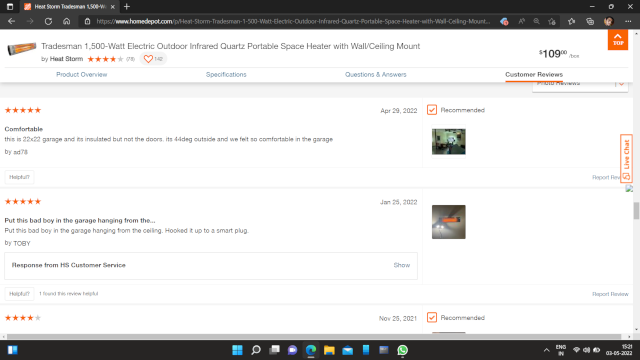 Heat Storm Tradesman 1,500-W
https://www.homedepot.com/p/Heat-Storm-Tradesman-1-500-Watt-Electric-Outdoor-Infrared-Quartz-Portable-Space-Heater-with-Wall-Ceiling-Mount...
Tradesman 1,500-Watt Electric Outdoor Infrared Quartz Portable Space Heater with Wall/Ceiling Mount
by Heat Storm (78) 142
$109.00 /box
TOP
Product Overview Specifications Questions & Answers Customer Reviews
Photo Reviews
Apr 29, 2022 Recommended
Comfortable
this is 22x22 garage and its insulated but not the doors. its 44deg outside and we felt so comfortable in the garage
by ad78
Live Chat
Helpful? Report Review
Jan 25, 2022
Put this bad boy in the garage hanging from the...
Put this bad boy in the garage hanging from the ceiling. Hooked it up to a smart plug.
by TOBY
Response from HS Customer Service Show
Helpful? 1 found this review helpful Report Review
Nov 25, 2021 Recommended
ENG
IN
15:21
03-05-2022